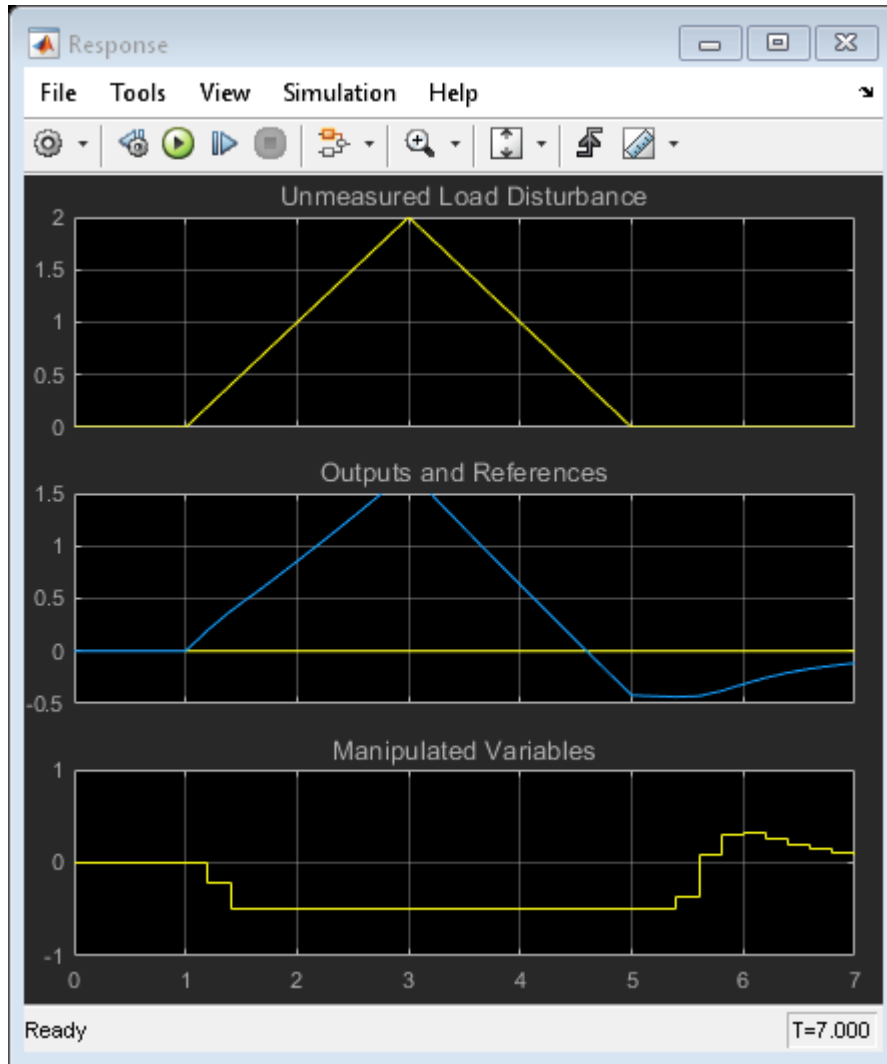 Response
File Tools View Simulation Help
Unmeasured Load Disturbance
2
1.5
1
0.5
0
Outputs and References
1.5
1
0.5
0
-0.5
Manipulated Variables
1
0
-1
0 1 2 3 4 5 6 7
Ready T=7.000